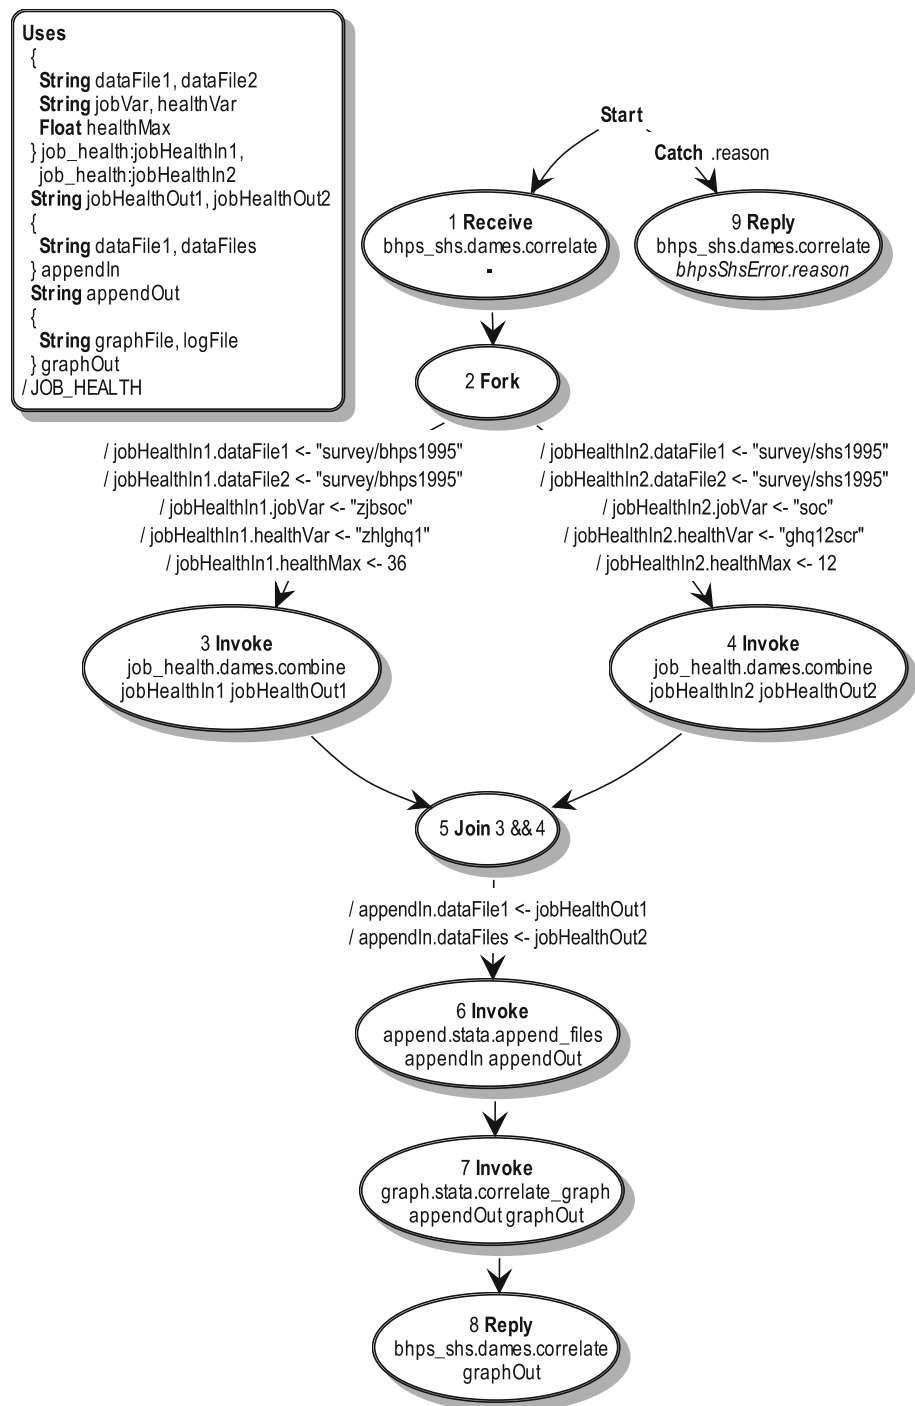 Uses
{
String dataFile1, dataFile2
String jobVar, healthVar
Float healthMax
} job_health:jobHealthIn1,
job_health:jobHealthIn2
String jobHealthOut1, jobHealthOut2
{
String dataFile1, dataFiles
} appendIn
String appendOut
{
String graphFile, logFile
} graphOut
/ JOB_HEALTH
Start
Catch .reason
1 Receive
bhps_shs.dames.correlate
-
9 Reply
bhps_shs.dames.correlate
bhpsShsError.reason
2 Fork
/ jobHealthIn1.dataFile1 <- "survey/bhps1995"
/ jobHealthIn1.dataFile2 <- "survey/bhps1995"
/ jobHealthIn1.jobVar <- "zjbsoc"
/ jobHealthIn1.healthVar <- "zhlghq1"
/ jobHealthIn1.healthMax <- 36
/ jobHealthIn2.dataFile1 <- "survey/shs1995"
/ jobHealthIn2.dataFile2 <- "survey/shs1995"
/ jobHealthIn2.jobVar <- "soc"
/ jobHealthIn2.healthVar <- "ghq12scr"
/ jobHealthIn2.healthMax <- 12
3 Invoke
job_health.dames.combine
jobHealthIn1 jobHealthOut1
4 Invoke
job_health.dames.combine
jobHealthIn2 jobHealthOut2
5 Join 3 && 4
/ appendIn.dataFile1 <- jobHealthOut1
/ appendIn.dataFiles <- jobHealthOut2
6 Invoke
append.stata.append_files
appendIn appendOut
7 Invoke
graph.stata.correlate_graph
appendOut graphOut
8 Reply
bhps_shs.dames.correlate
graphOut